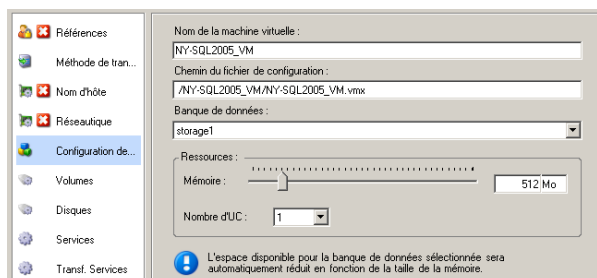 Références
Méthode de tran...
Nom d'hôte
Réseautique
Configuration de...
Volumes
Disques
Services
Transf. Services
Nom de la machine virtuelle :
NY-SQL2005_VM
Chemin du fichier de configuration :
/NY-SQL2005_VM/NY-SQL2005_VM.vmx
Banque de données :
storage1
Ressources :
Mémoire :
512 Mo
Nombre d'UC :
1
L'espace disponible pour la banque de données sélectionnée sera
automatiquement réduit en fonction de la taille de la mémoire.